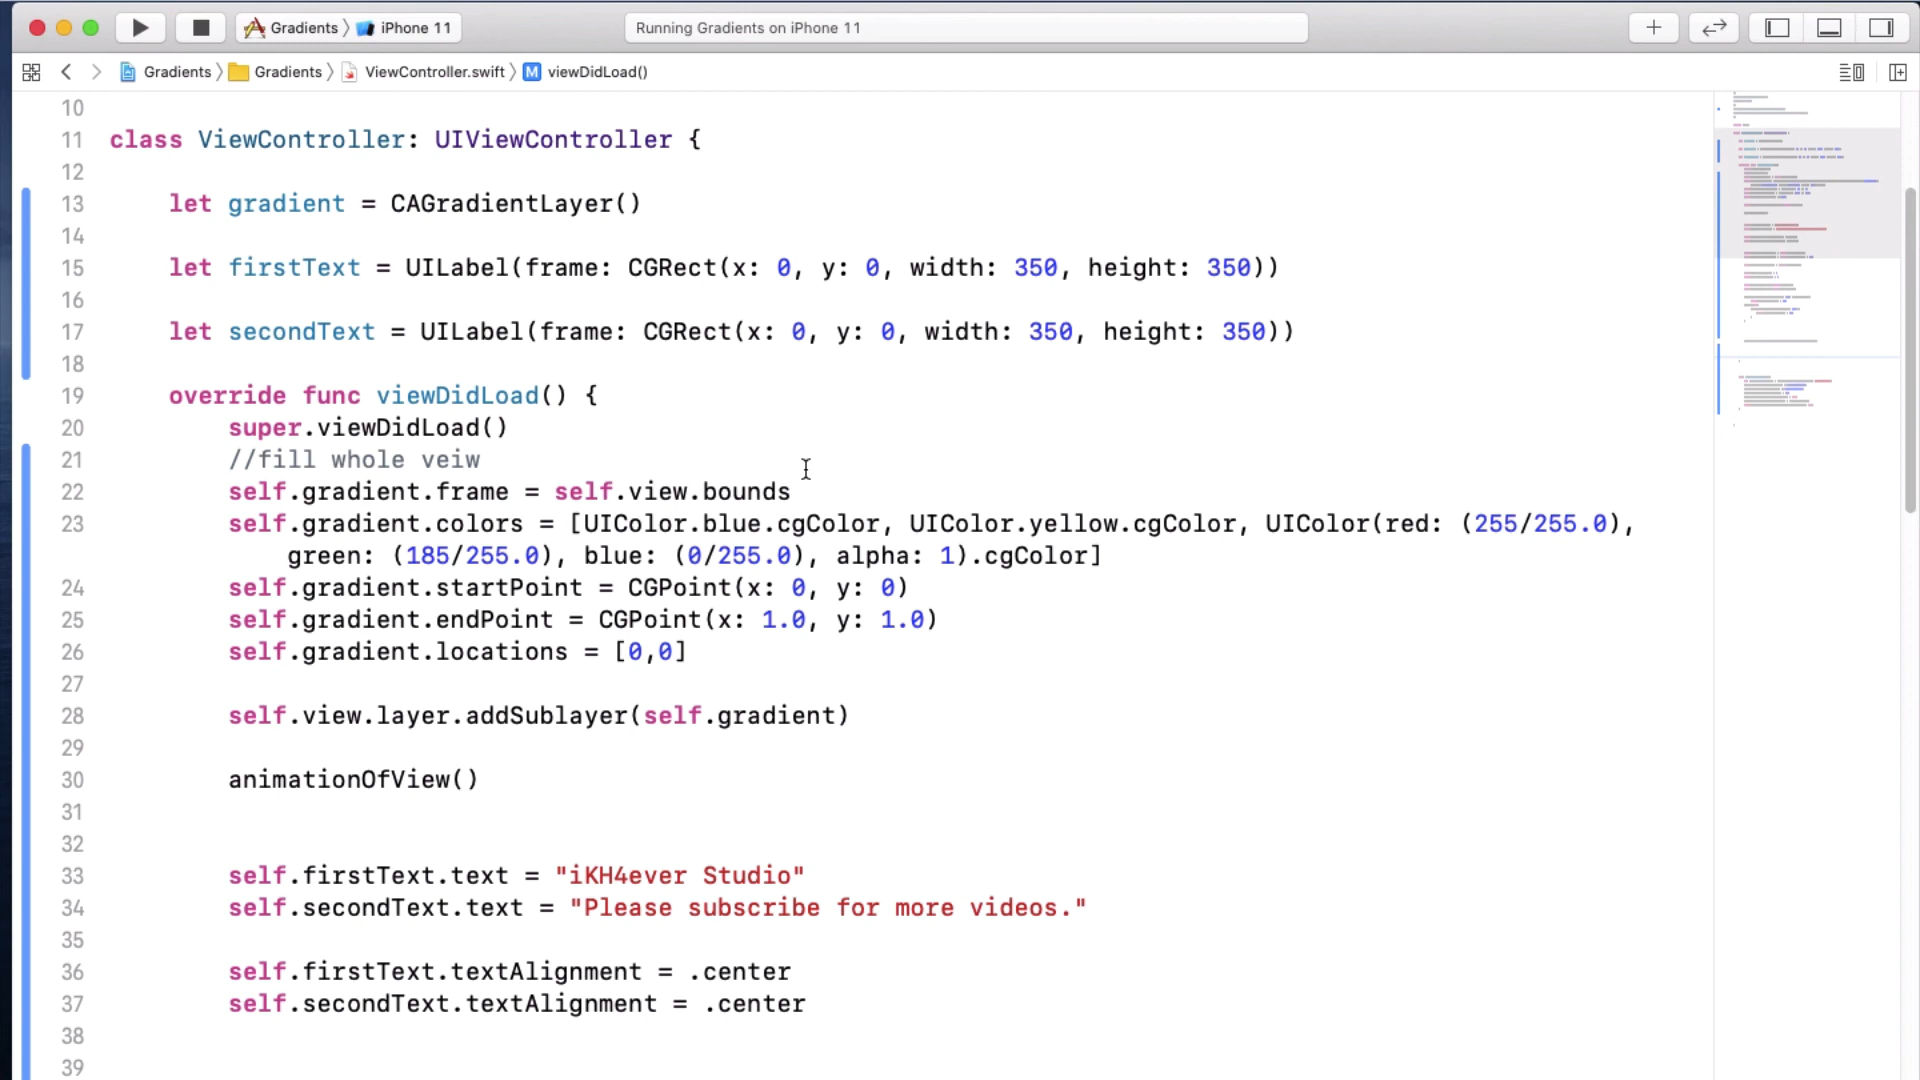 Gradients 〉 iPhone 11
Running Gradients on iPhone 11
Gradients 〉 Gradients 〉 ViewController.swift 〉 M viewDidLoad()
10
11 class ViewController: UIViewController {
12
13 let gradient = CAGradientLayer()
14
15 let firstText = UILabel(frame: CGRect(x: 0, y: 0, width: 350, height: 350))
16
17 let secondText = UILabel(frame: CGRect(x: 0, y: 0, width: 350, height: 350))
18
19 override func viewDidLoad() {
20 super.viewDidLoad()
21 //fill whole veiw
22 self.gradient.frame = self.view.bounds
23 self.gradient.colors = [UIColor.blue.cgColor, UIColor.yellow.cgColor, UIColor(red: (255/255.0),
green: (185/255.0), blue: (0/255.0), alpha: 1).cgColor]
24 self.gradient.startPoint = CGPoint(x: 0, y: 0)
25 self.gradient.endPoint = CGPoint(x: 1.0, y: 1.0)
26 self.gradient.locations = [0,0]
27
28 self.view.layer.addSublayer(self.gradient)
29
30 animationOfView()
31
32
33 self.firstText.text = "iKH4ever Studio"
34 self.secondText.text = "Please subscribe for more videos."
35
36 self.firstText.textAlignment = .center
37 self.secondText.textAlignment = .center
38
39